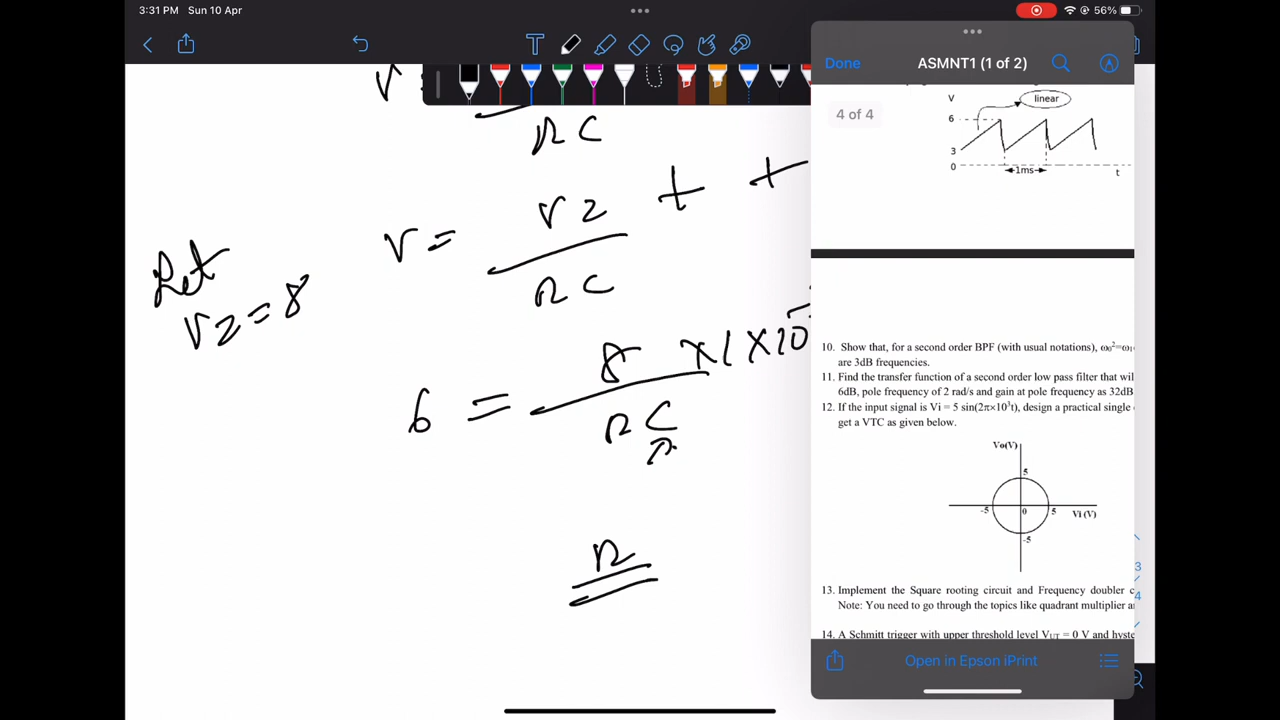 3:31 PM Sun 10 Apr
56%
V
RC
V = Vz t +
RC
Let
Vz = 8
6 = 8 X 1 X 10
RC
R
Done
ASMNT1 (1 of 2)
4 of 4
V
linear
6
3
0
1ms
t
10. Show that, for a second order BPF (with usual notations), ω₀²=ω₁
are 3dB frequencies.
11. Find the transfer function of a second order low pass filter that wil
6dB, pole frequency of 2 rad/s and gain at pole frequency as 32dB
12. If the input signal is Vi = 5 sin(2π×10³t), design a practical single
get a VTC as given below.
Vo(V)
5
-5 0 5 Vi (V)
-5
13. Implement the Square rooting circuit and Frequency doubler c
Note: You need to go through the topics like quadrant multiplier a
14. A Schmitt trigger with upper threshold level VUT = 0 V and hyste
3
4
Open in Epson iPrint